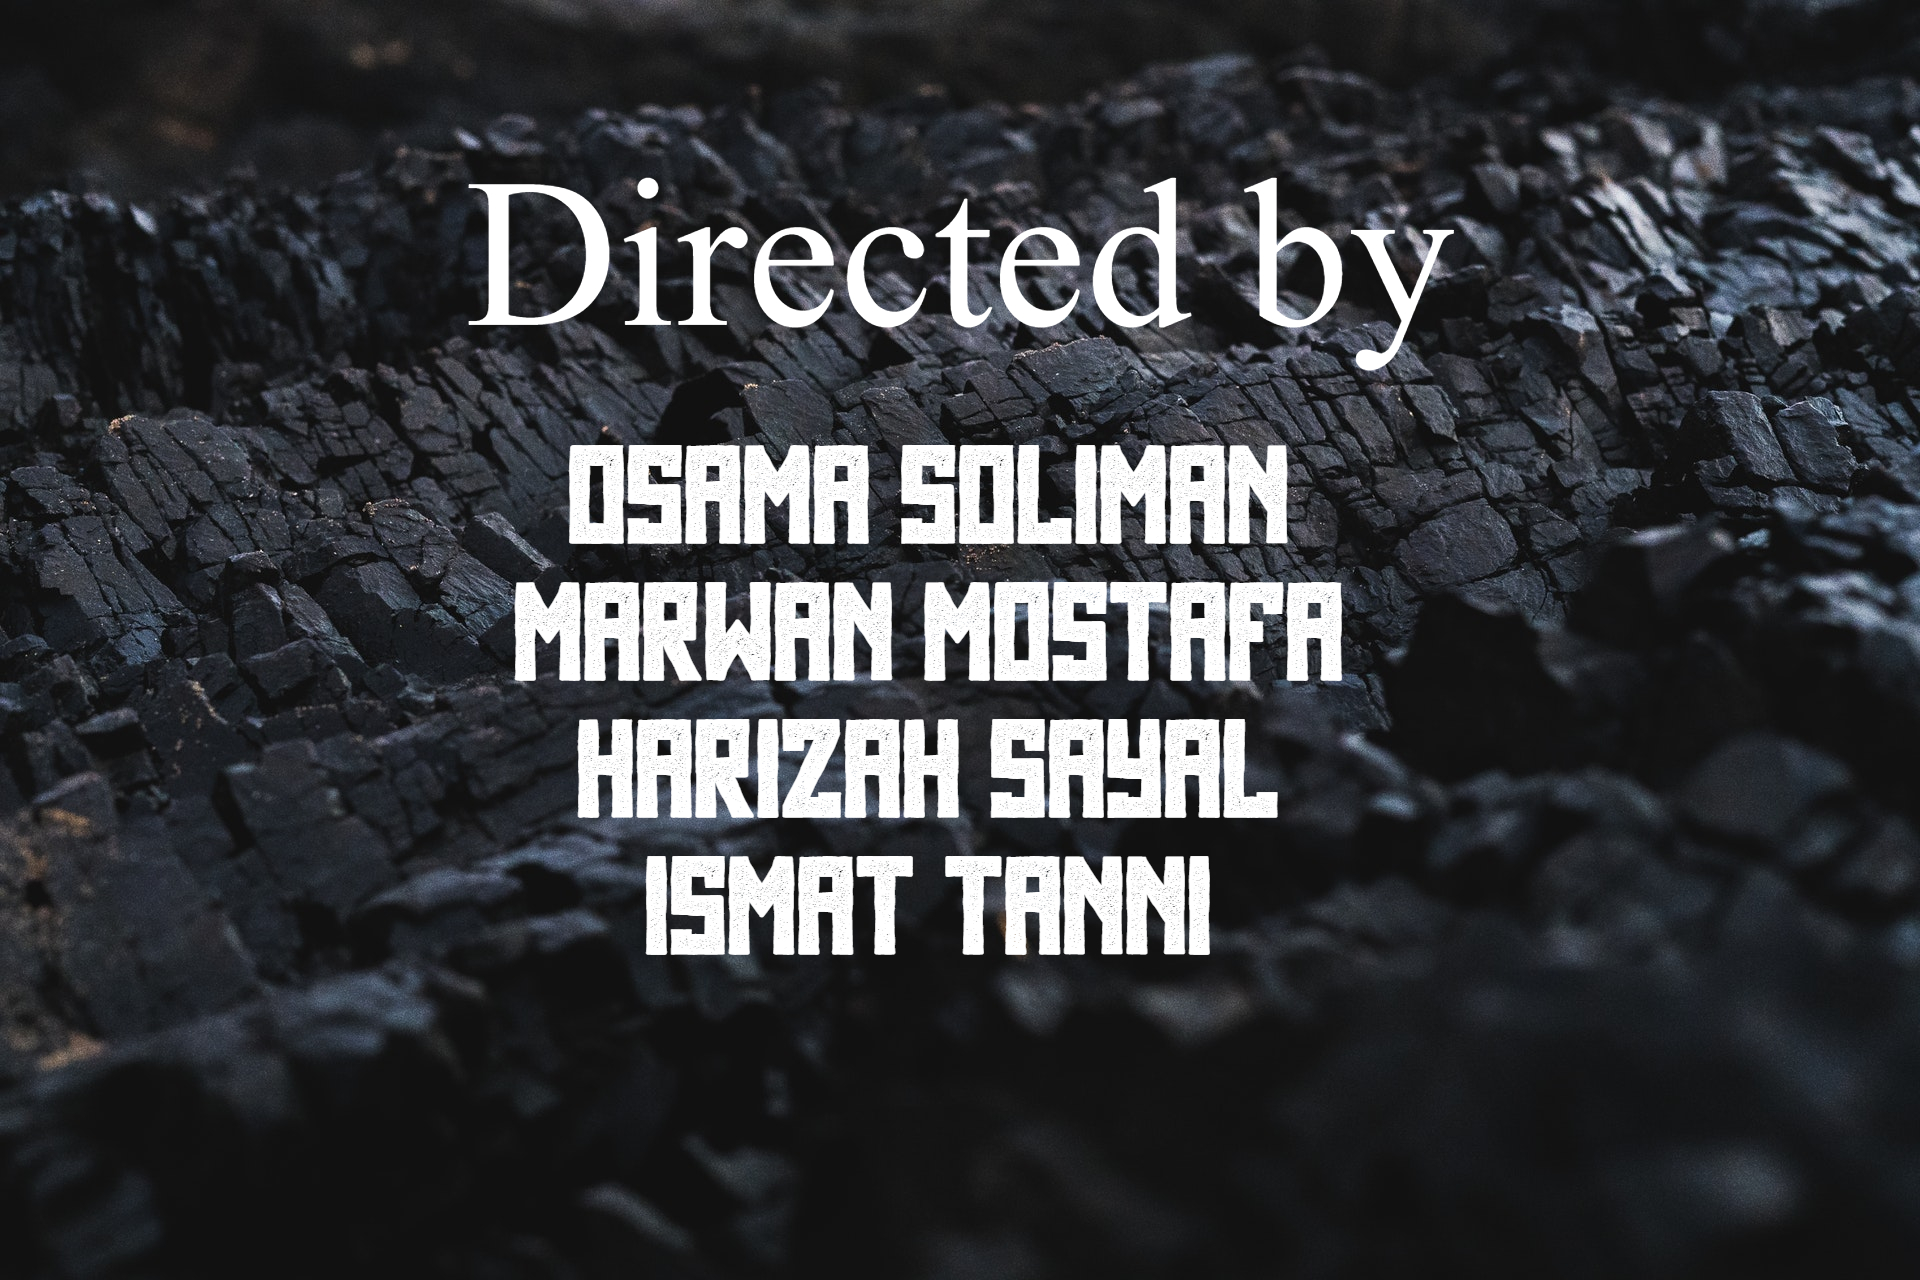 Directed by
OSAMA SOLIMAN
MARWAN MOSTAFA
HARIZAH SAYAL
ISMAT TANNI